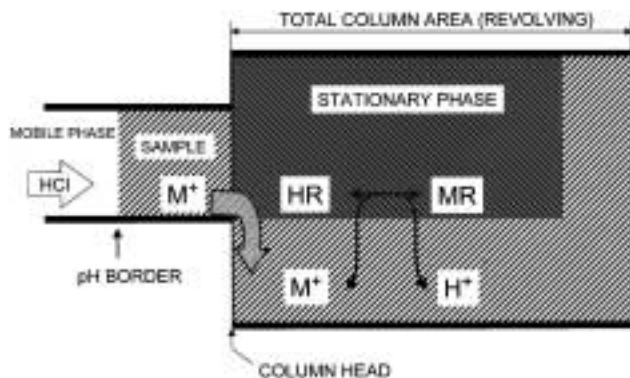 TOTAL COLUMN AREA (REVOLVING)
STATIONARY PHASE
MOBILE PHASE
SAMPLE
HCl
M⁺
HR
MR
pH BORDER
M⁺
H⁺
COLUMN HEAD